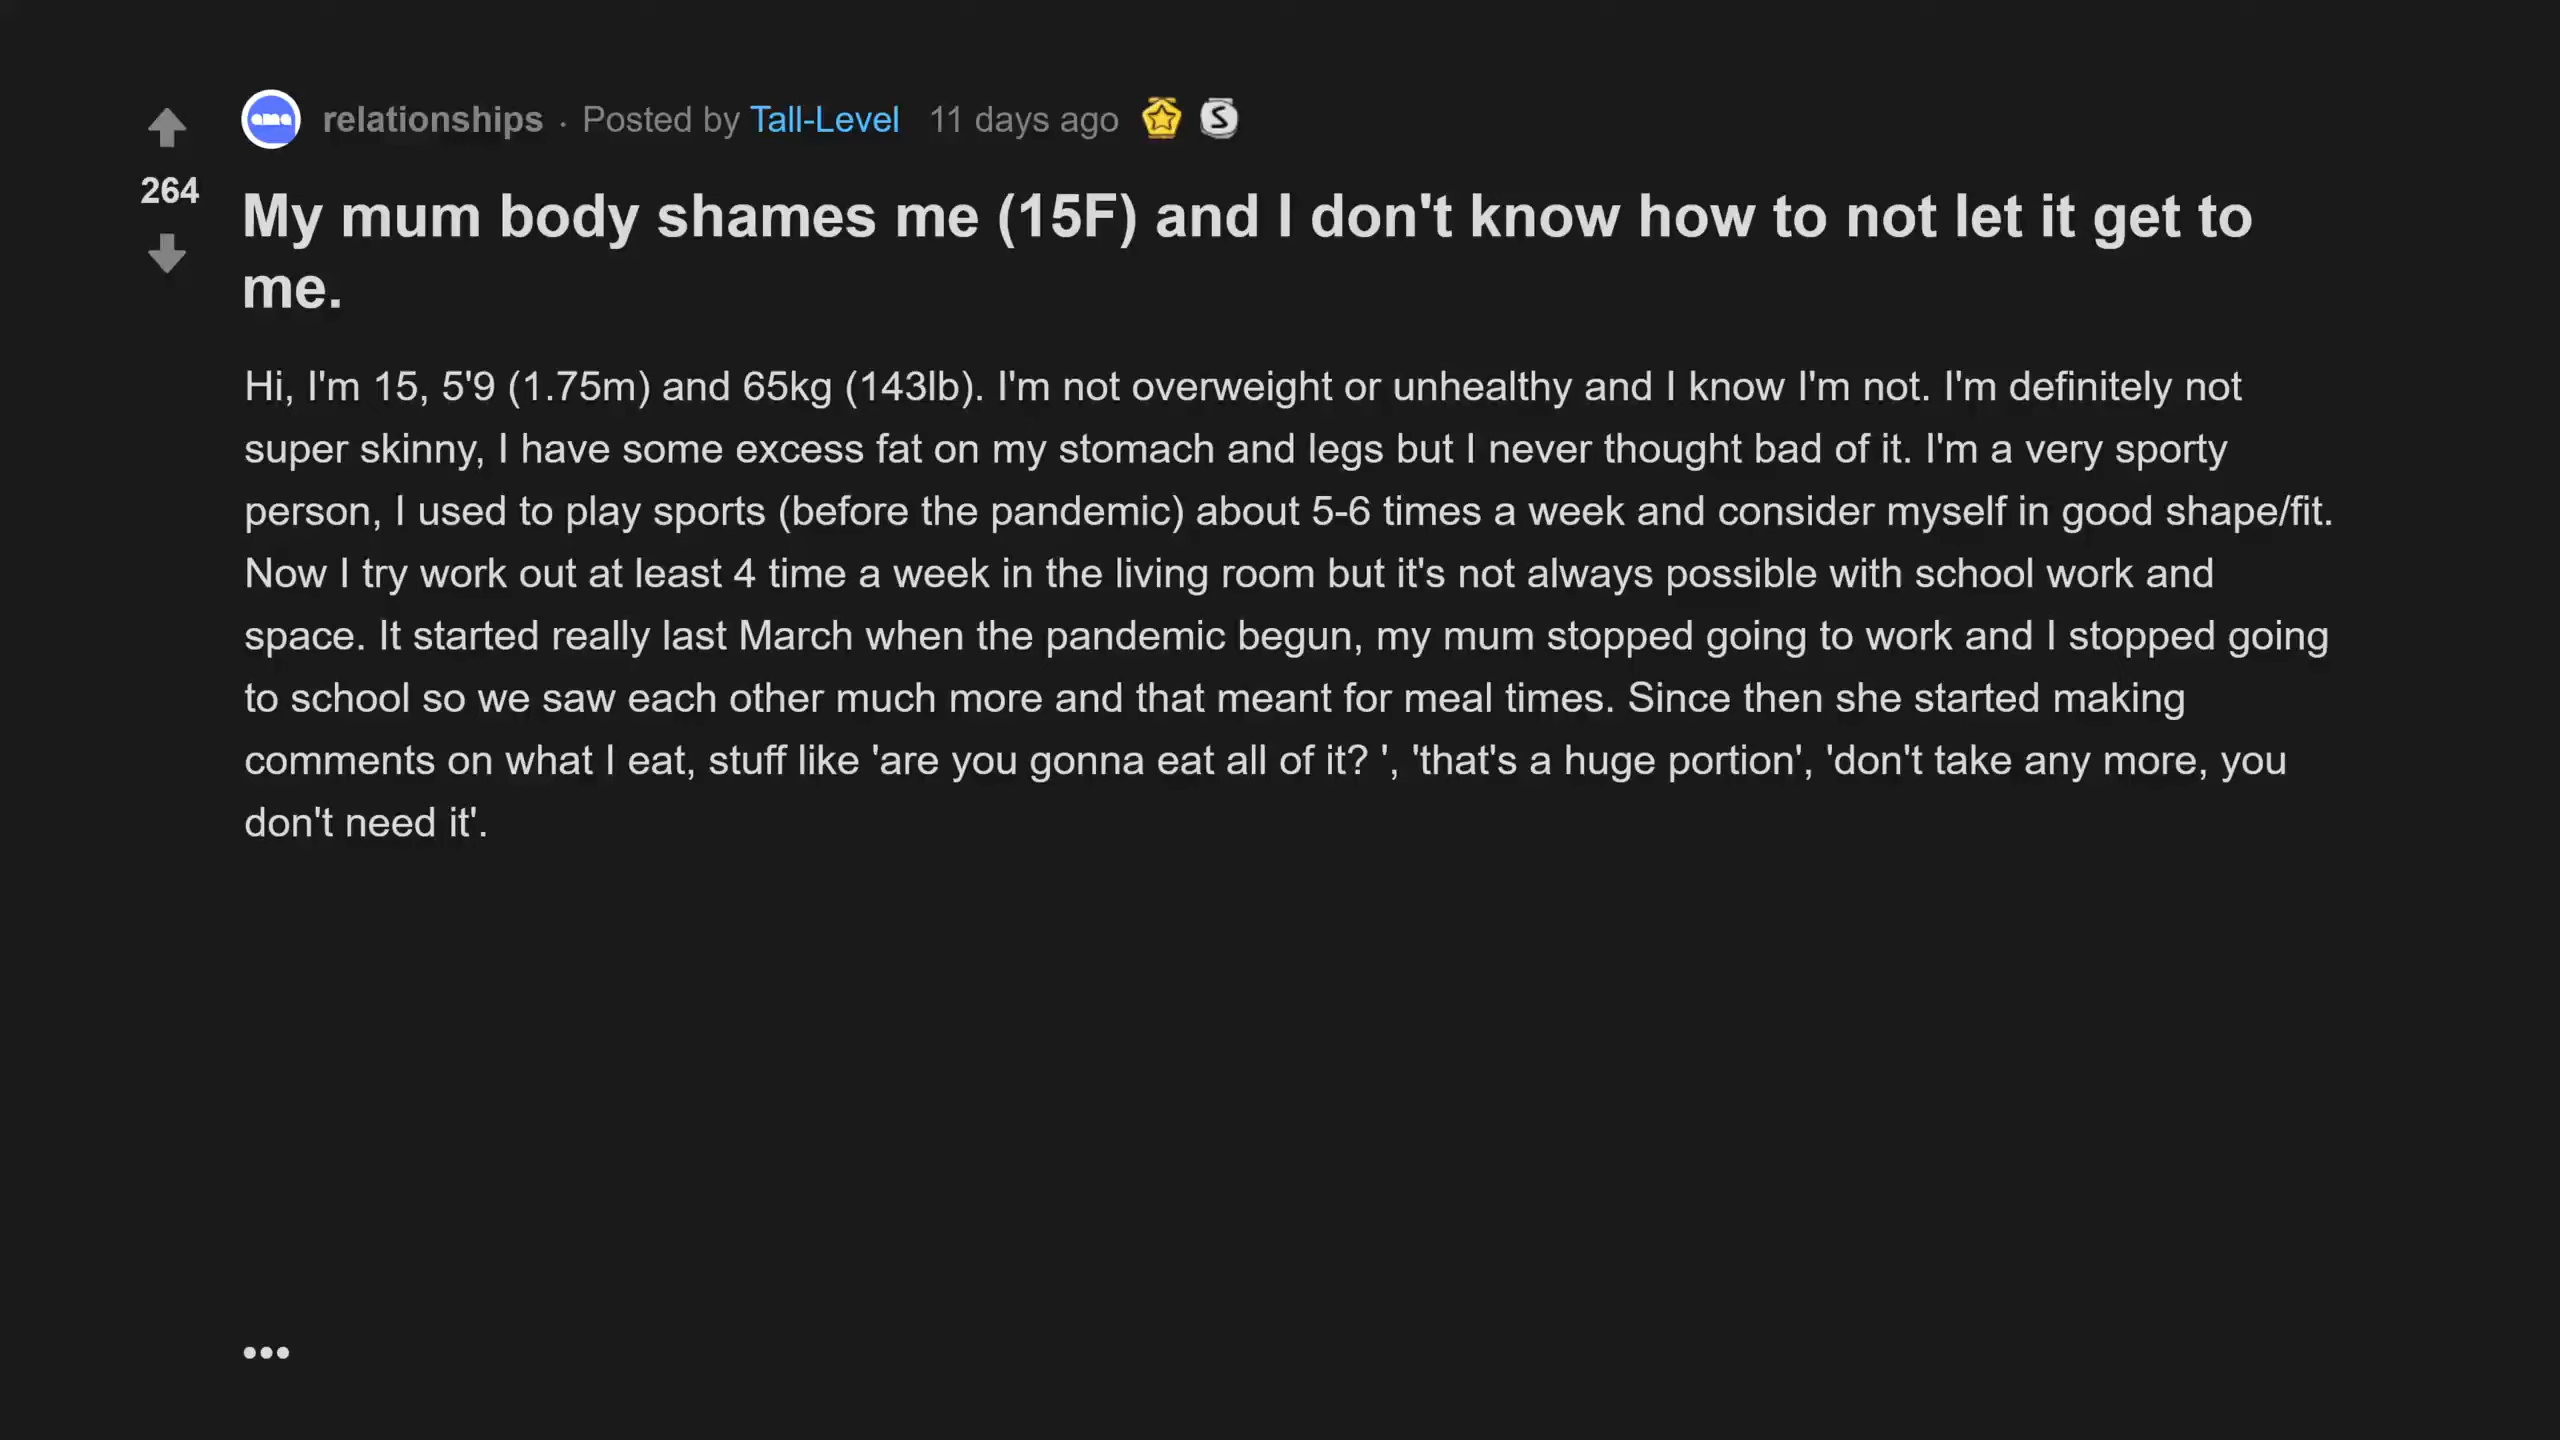 relationships · Posted by Tall-Level 11 days ago
264
My mum body shames me (15F) and I don't know how to not let it get to
me.
Hi, I'm 15, 5'9 (1.75m) and 65kg (143lb). I'm not overweight or unhealthy and I know I'm not. I'm definitely not
super skinny, I have some excess fat on my stomach and legs but I never thought bad of it. I'm a very sporty
person, I used to play sports (before the pandemic) about 5-6 times a week and consider myself in good shape/fit.
Now I try work out at least 4 time a week in the living room but it's not always possible with school work and
space. It started really last March when the pandemic begun, my mum stopped going to work and I stopped going
to school so we saw each other much more and that meant for meal times. Since then she started making
comments on what I eat, stuff like 'are you gonna eat all of it? ', 'that's a huge portion', 'don't take any more, you
don't need it'.
•••